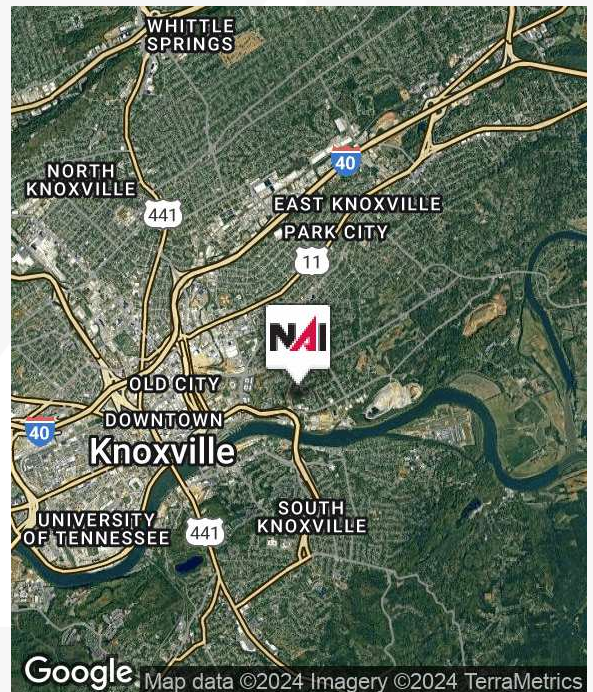 WHITTLE
SPRINGS
NORTH
KNOXVILLE
40
441
EAST KNOXVILLE
PARK CITY
11
NAI
OLD CITY
DOWNTOWN
40
Knoxville
UNIVERSITY
OF TENNESSEE
SOUTH
KNOXVILLE
441
Google
Map data ©2024 Imagery ©2024 TerraMetrics